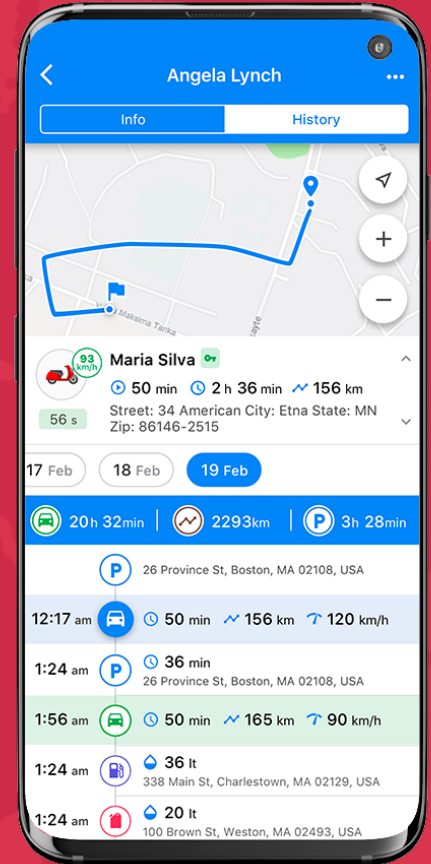 Angela Lynch
Info
History
Vulica Maksima Tanka
93
km/h
Maria Silva
50 min 2 h 36 min 156 km
56 s
Street: 34 American City: Etna State: MN
Zip: 86146-2515
17 Feb
18 Feb
19 Feb
20h 32min
2293km
P
3h 28min
P
26 Province St, Boston, MA 02108, USA
12:17 am
50 min 156 km 120 km/h
1:24 am
P
36 min
26 Province St, Boston, MA 02108, USA
1:56 am
50 min 165 km 90 km/h
1:24 am
36 lt
338 Main St, Charlestown, MA 02129, USA
1:24 am
20 lt
100 Brown St, Weston, MA 02493, USA